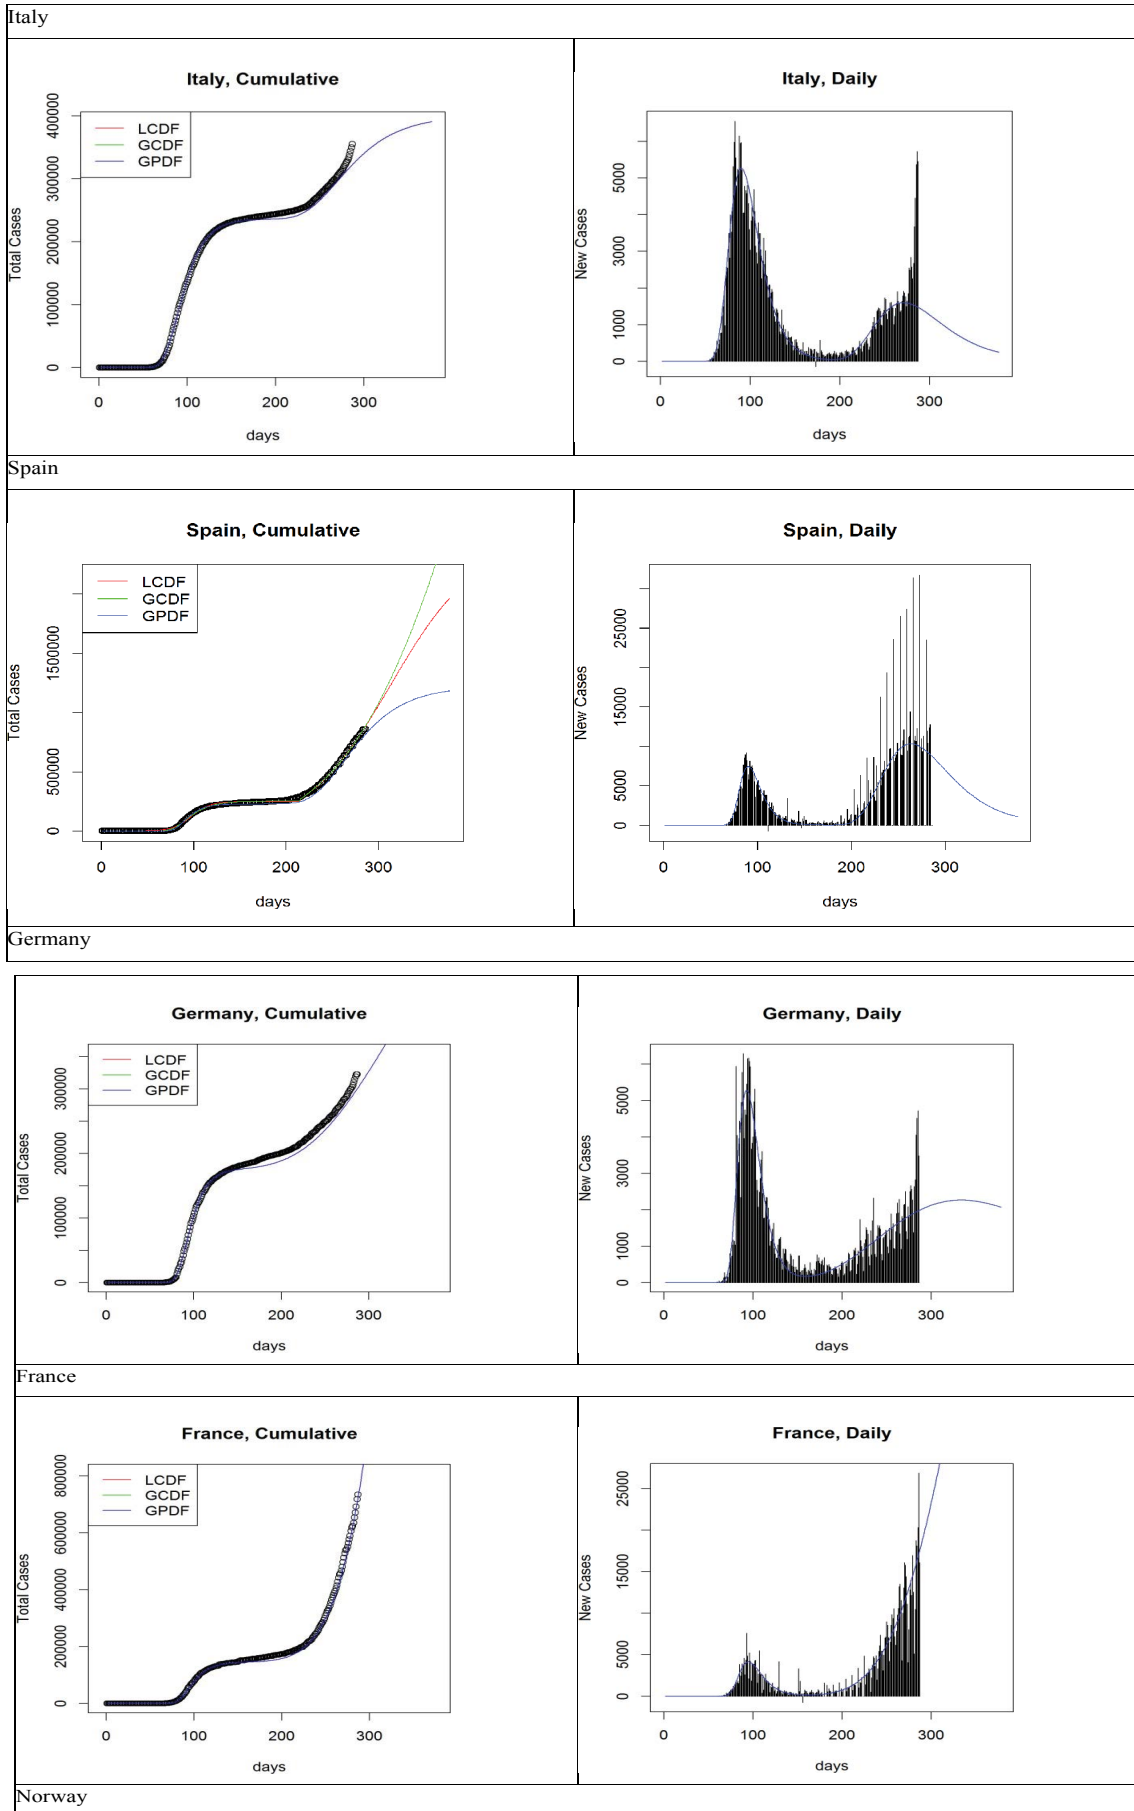 Italy
Italy, Cumulative
Total Cases
400000
300000
200000
100000
0
LCDF
GCDF
GPDF
0 100 200 300
days
Italy, Daily
New Cases
5000
3000
1000
0
0 100 200 300
days
Spain
Spain, Cumulative
Total Cases
1500000
500000
0
LCDF
GCDF
GPDF
0 100 200 300
days
Spain, Daily
New Cases
25000
15000
5000
0
0 100 200 300
days
Germany
Germany, Cumulative
Total Cases
300000
200000
100000
0
LCDF
GCDF
GPDF
0 100 200 300
days
Germany, Daily
New Cases
5000
3000
1000
0
0 100 200 300
days
France
France, Cumulative
Total Cases
800000
600000
400000
200000
0
LCDF
GCDF
GPDF
0 100 200 300
days
France, Daily
New Cases
25000
15000
5000
0
0 100 200 300
days
Norway